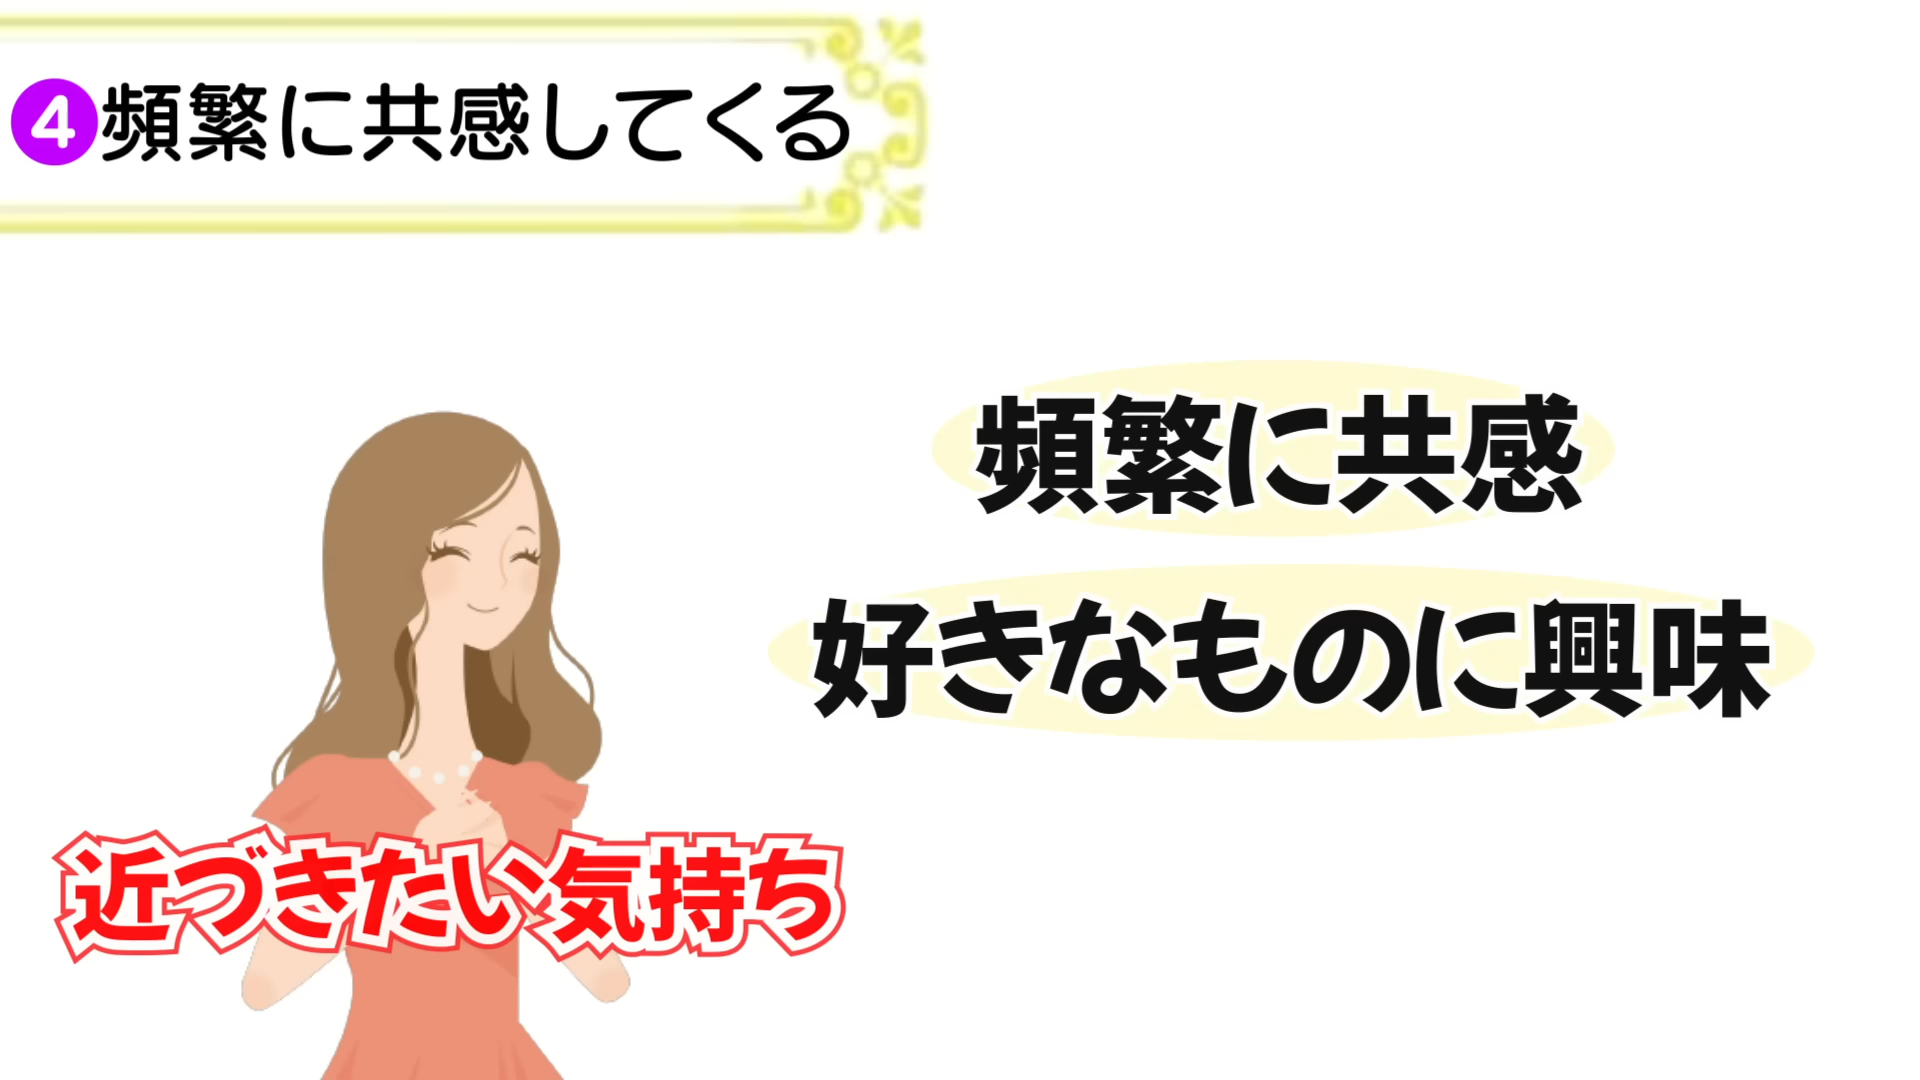 ❹頻繁に共感してくる
頻繁に共感
好きなものに興味
近づきたい気持ち